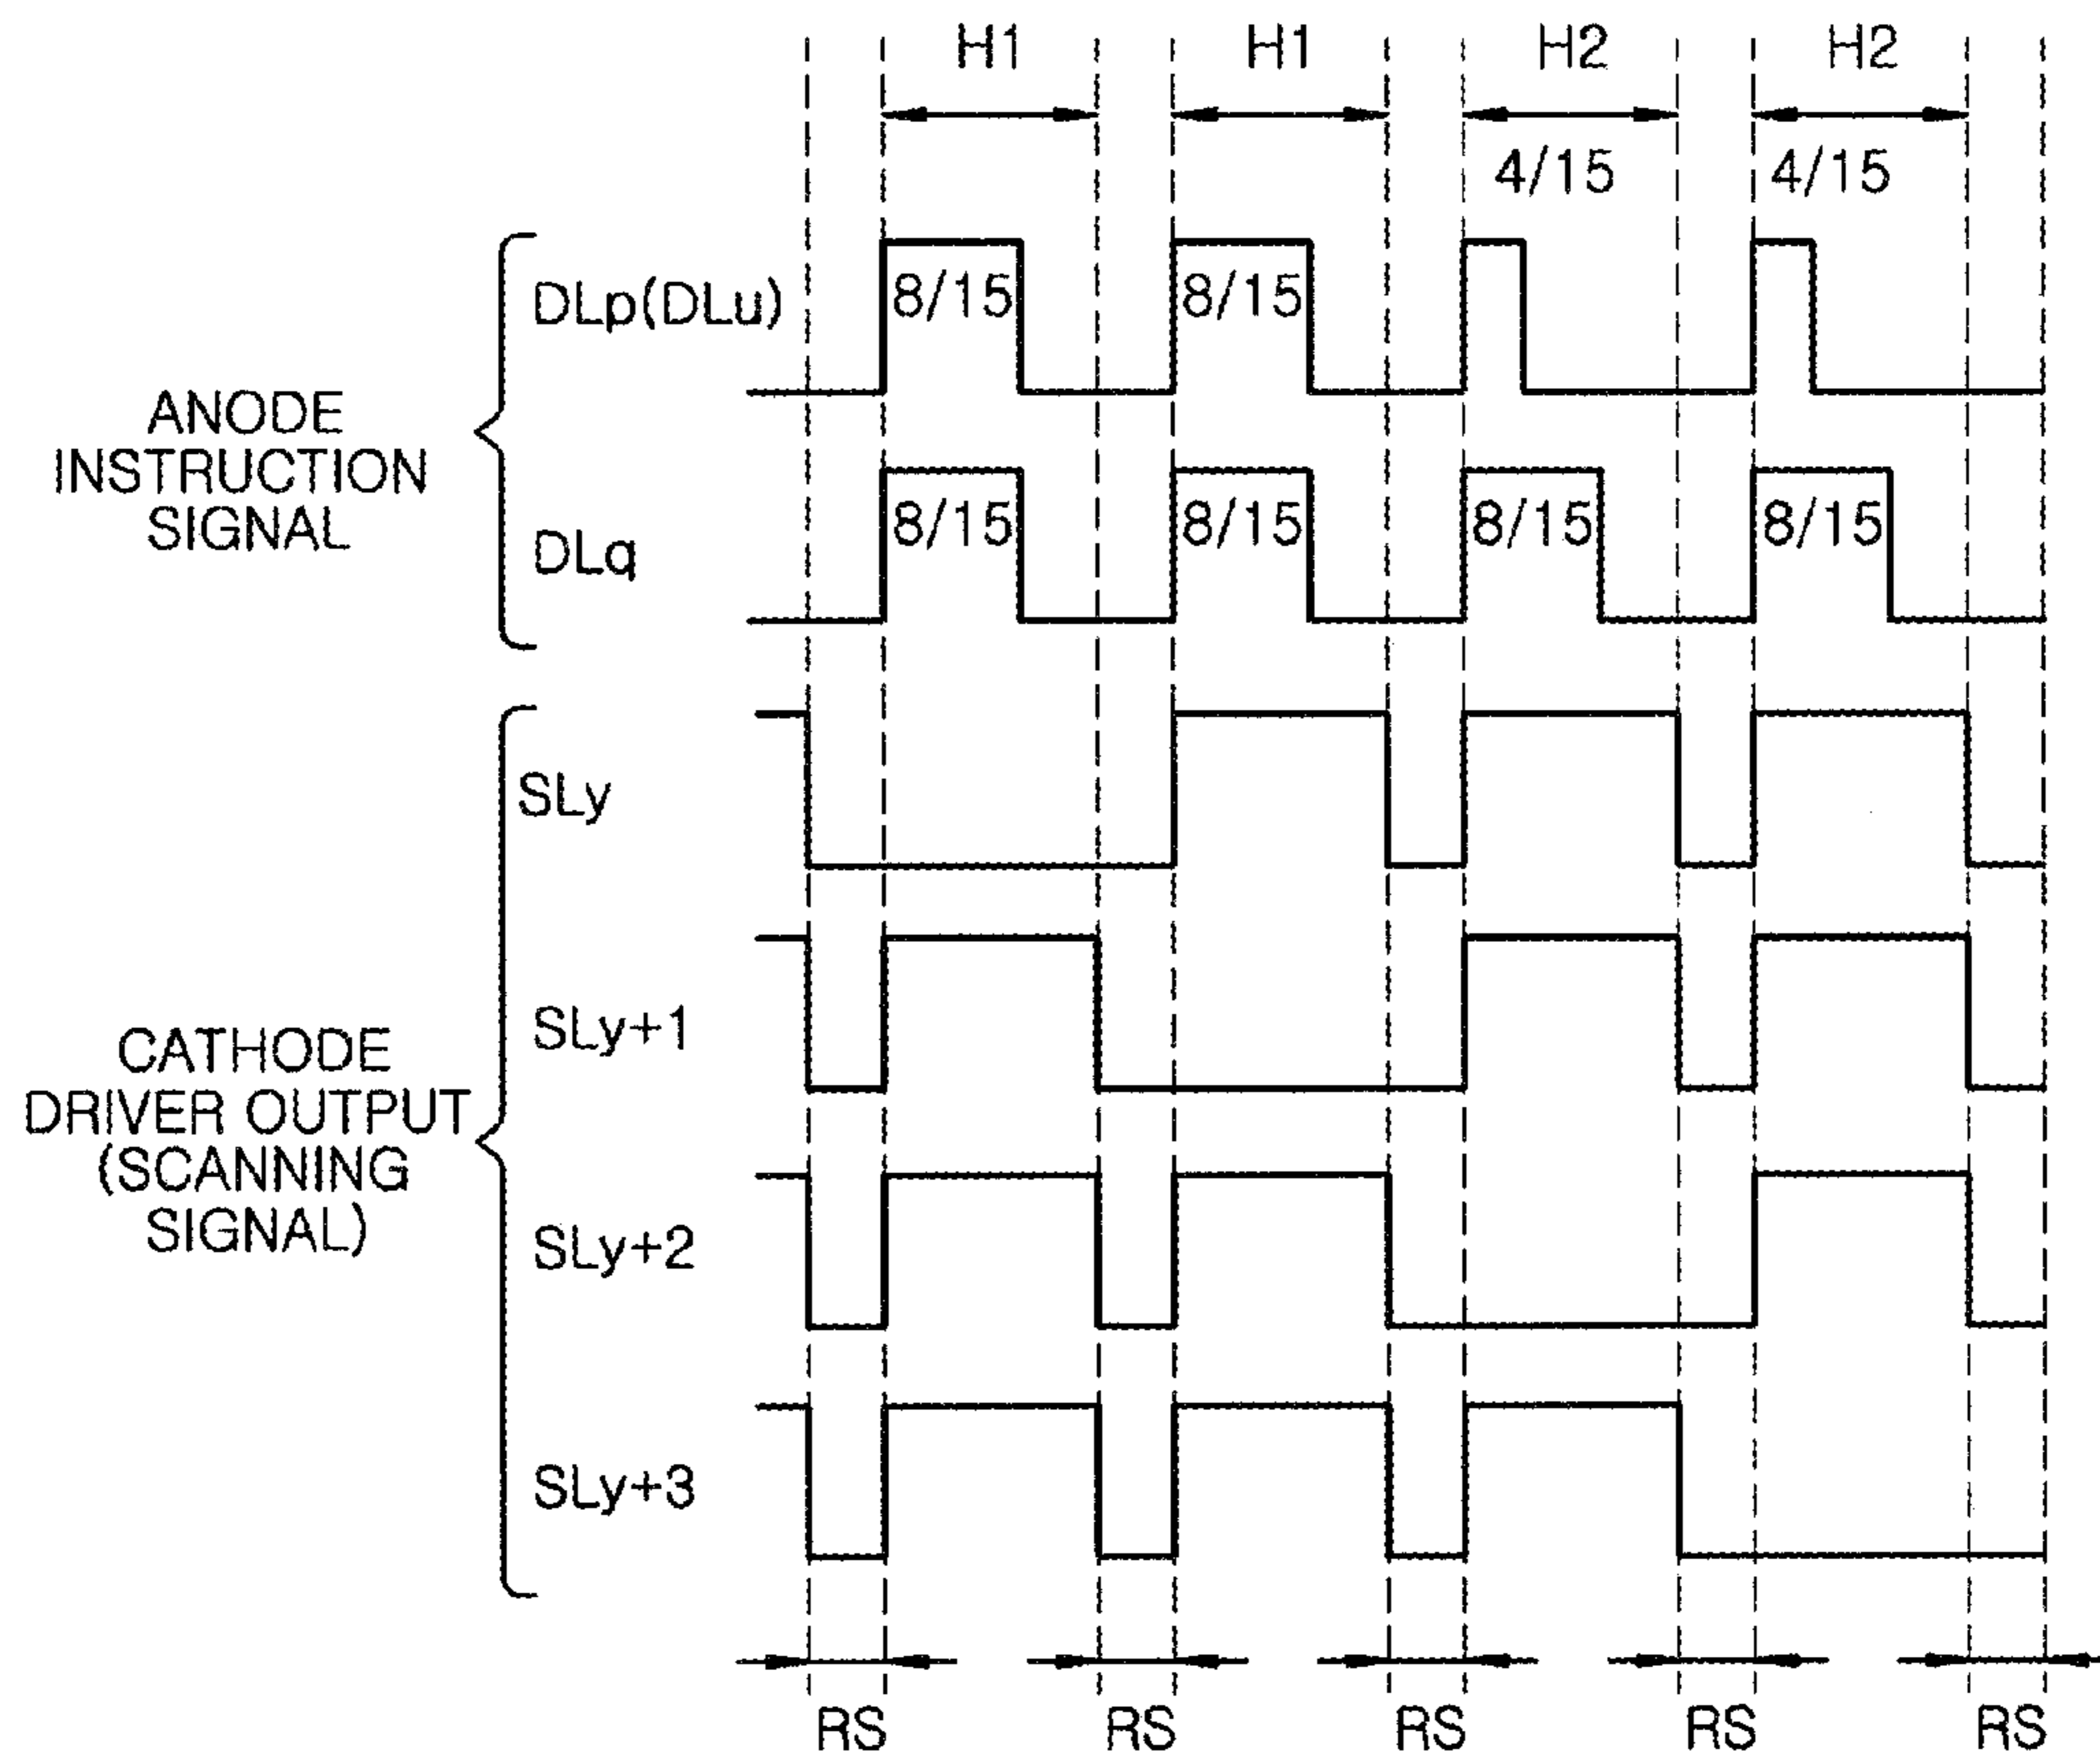 H1 H1 H2 H2
4/15 4/15
DLp(DLu)
8/15 8/15
ANODE
INSTRUCTION
SIGNAL
DLq
8/15 8/15 8/15 8/15
SLy
SLy+1
CATHODE
DRIVER OUTPUT
(SCANNING
SIGNAL)
SLy+2
SLy+3
RS RS RS RS RS